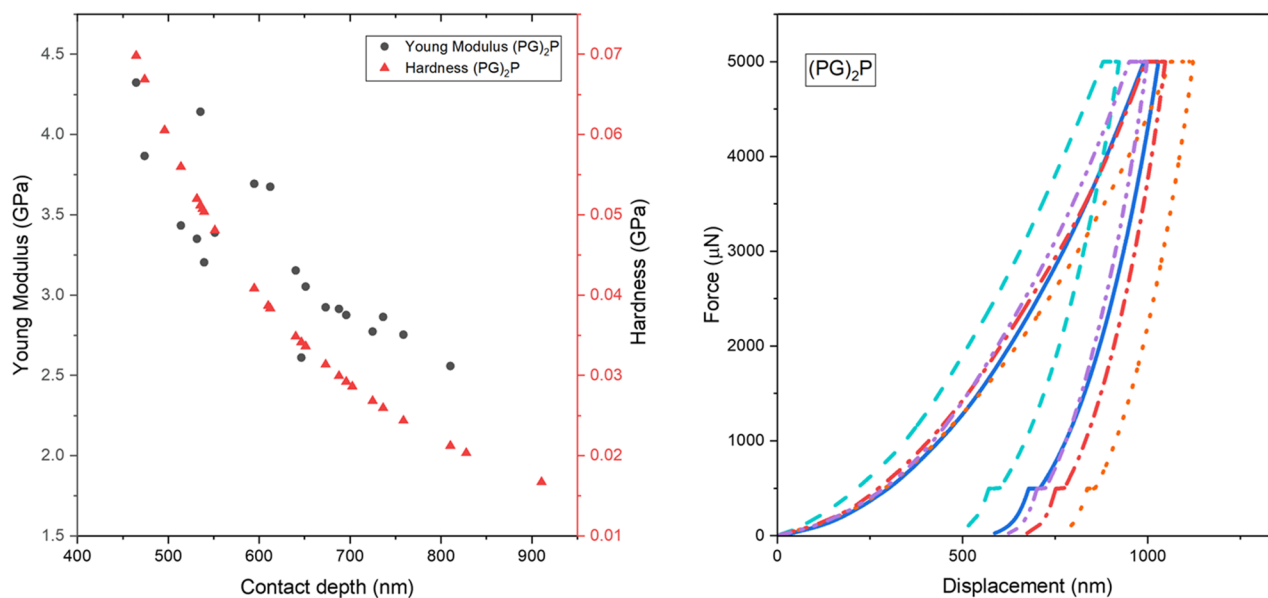 Young Modulus (GPa)
4.5
4.0
3.5
3.0
2.5
2.0
1.5
Young Modulus (PG)₂P
Hardness (PG)₂P
0.07
0.06
0.05
0.04
0.03
0.02
0.01
Hardness (GPa)
400 500 600 700 800 900
Contact depth (nm)
Force (µN)
5000
4000
3000
2000
1000
0
(PG)₂P
0 500 1000
Displacement (nm)